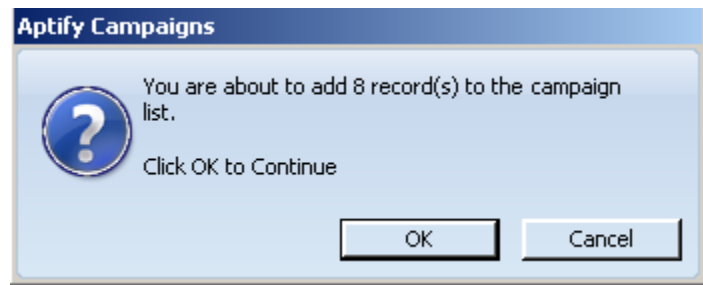 Aptify Campaigns
You are about to add 8 record(s) to the campaign
list.
Click OK to Continue
OK
Cancel